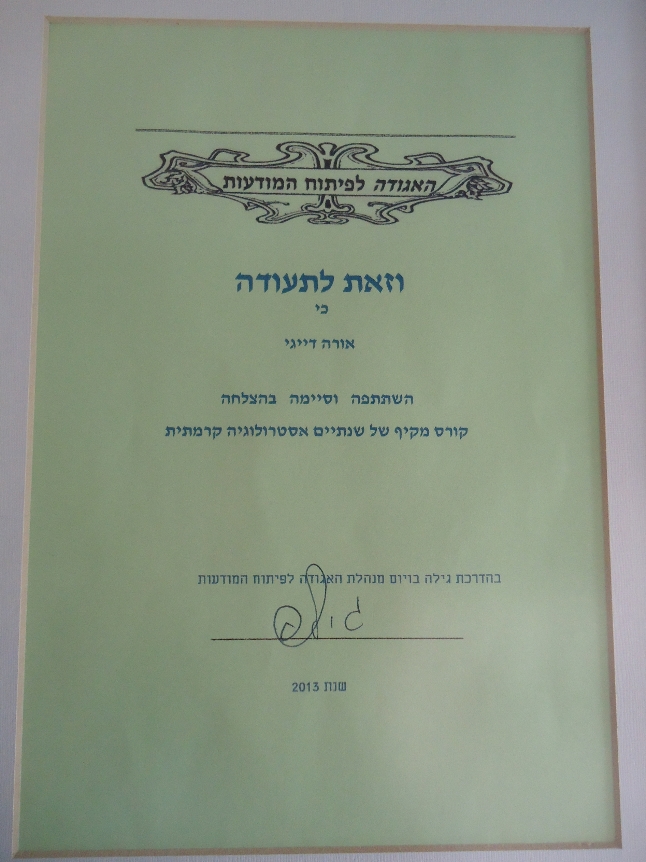 האגודה לפיתוח המודעות
וזאת לתעודה
כי
אורה דייגי
השתתפה וסיימה בהצלחה
קורס מקיף של שנתיים אסטרולוגיה קרמתית
בהדרכת גילה בויום מנהלת האגודה לפיתוח המודעות
גילה
שנת 2013